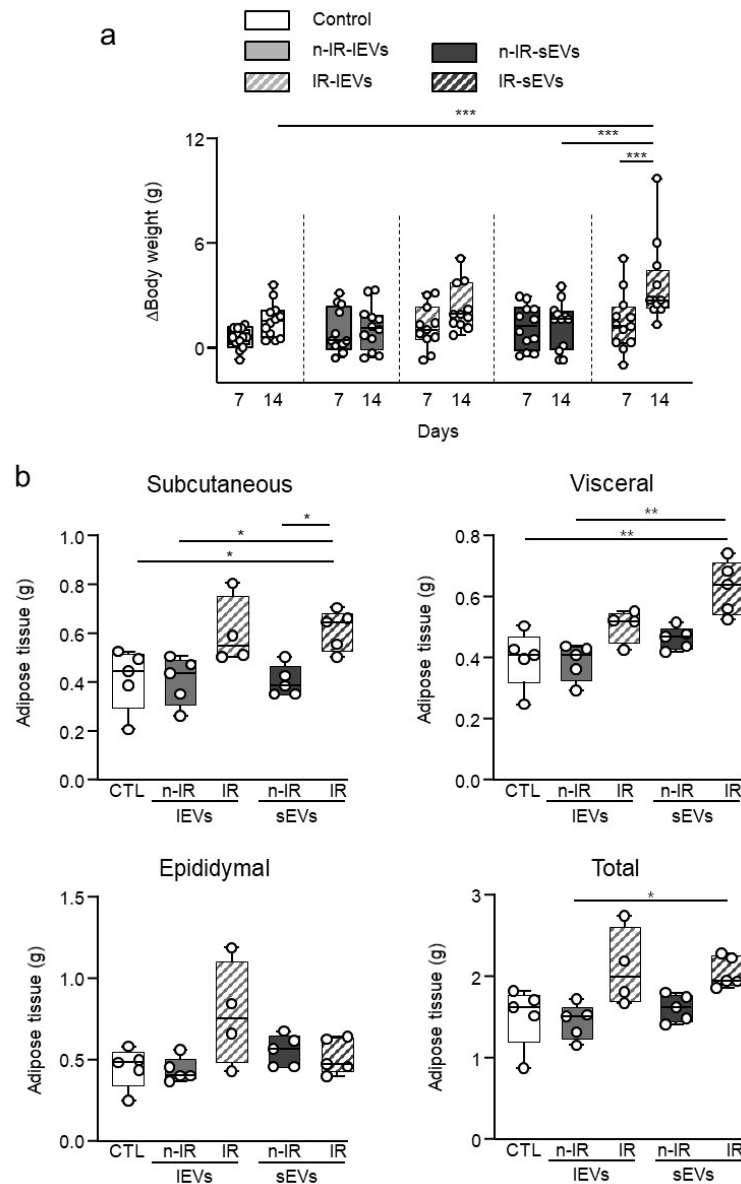 a
Control
n-IR-lEVs n-IR-sEVs
IR-lEVs IR-sEVs
***
***
***
12
6
0
ΔBody weight (g)
7 14 7 14 7 14 7 14 7 14
Days
b
Subcutaneous
*
*
*
1.0
0.8
0.6
0.4
0.2
0.0
Adipose tissue (g)
CTL n-IR IR n-IR IR
lEVs sEVs
Visceral
**
**
0.8
0.6
0.4
0.2
0.0
Adipose tissue (g)
CTL n-IR IR n-IR IR
lEVs sEVs
Epididymal
1.5
1.0
0.5
0.0
Adipose tissue (g)
CTL n-IR IR n-IR IR
lEVs sEVs
Total
*
3
2
1
0
Adipose tissue (g)
CTL n-IR IR n-IR IR
lEVs sEVs